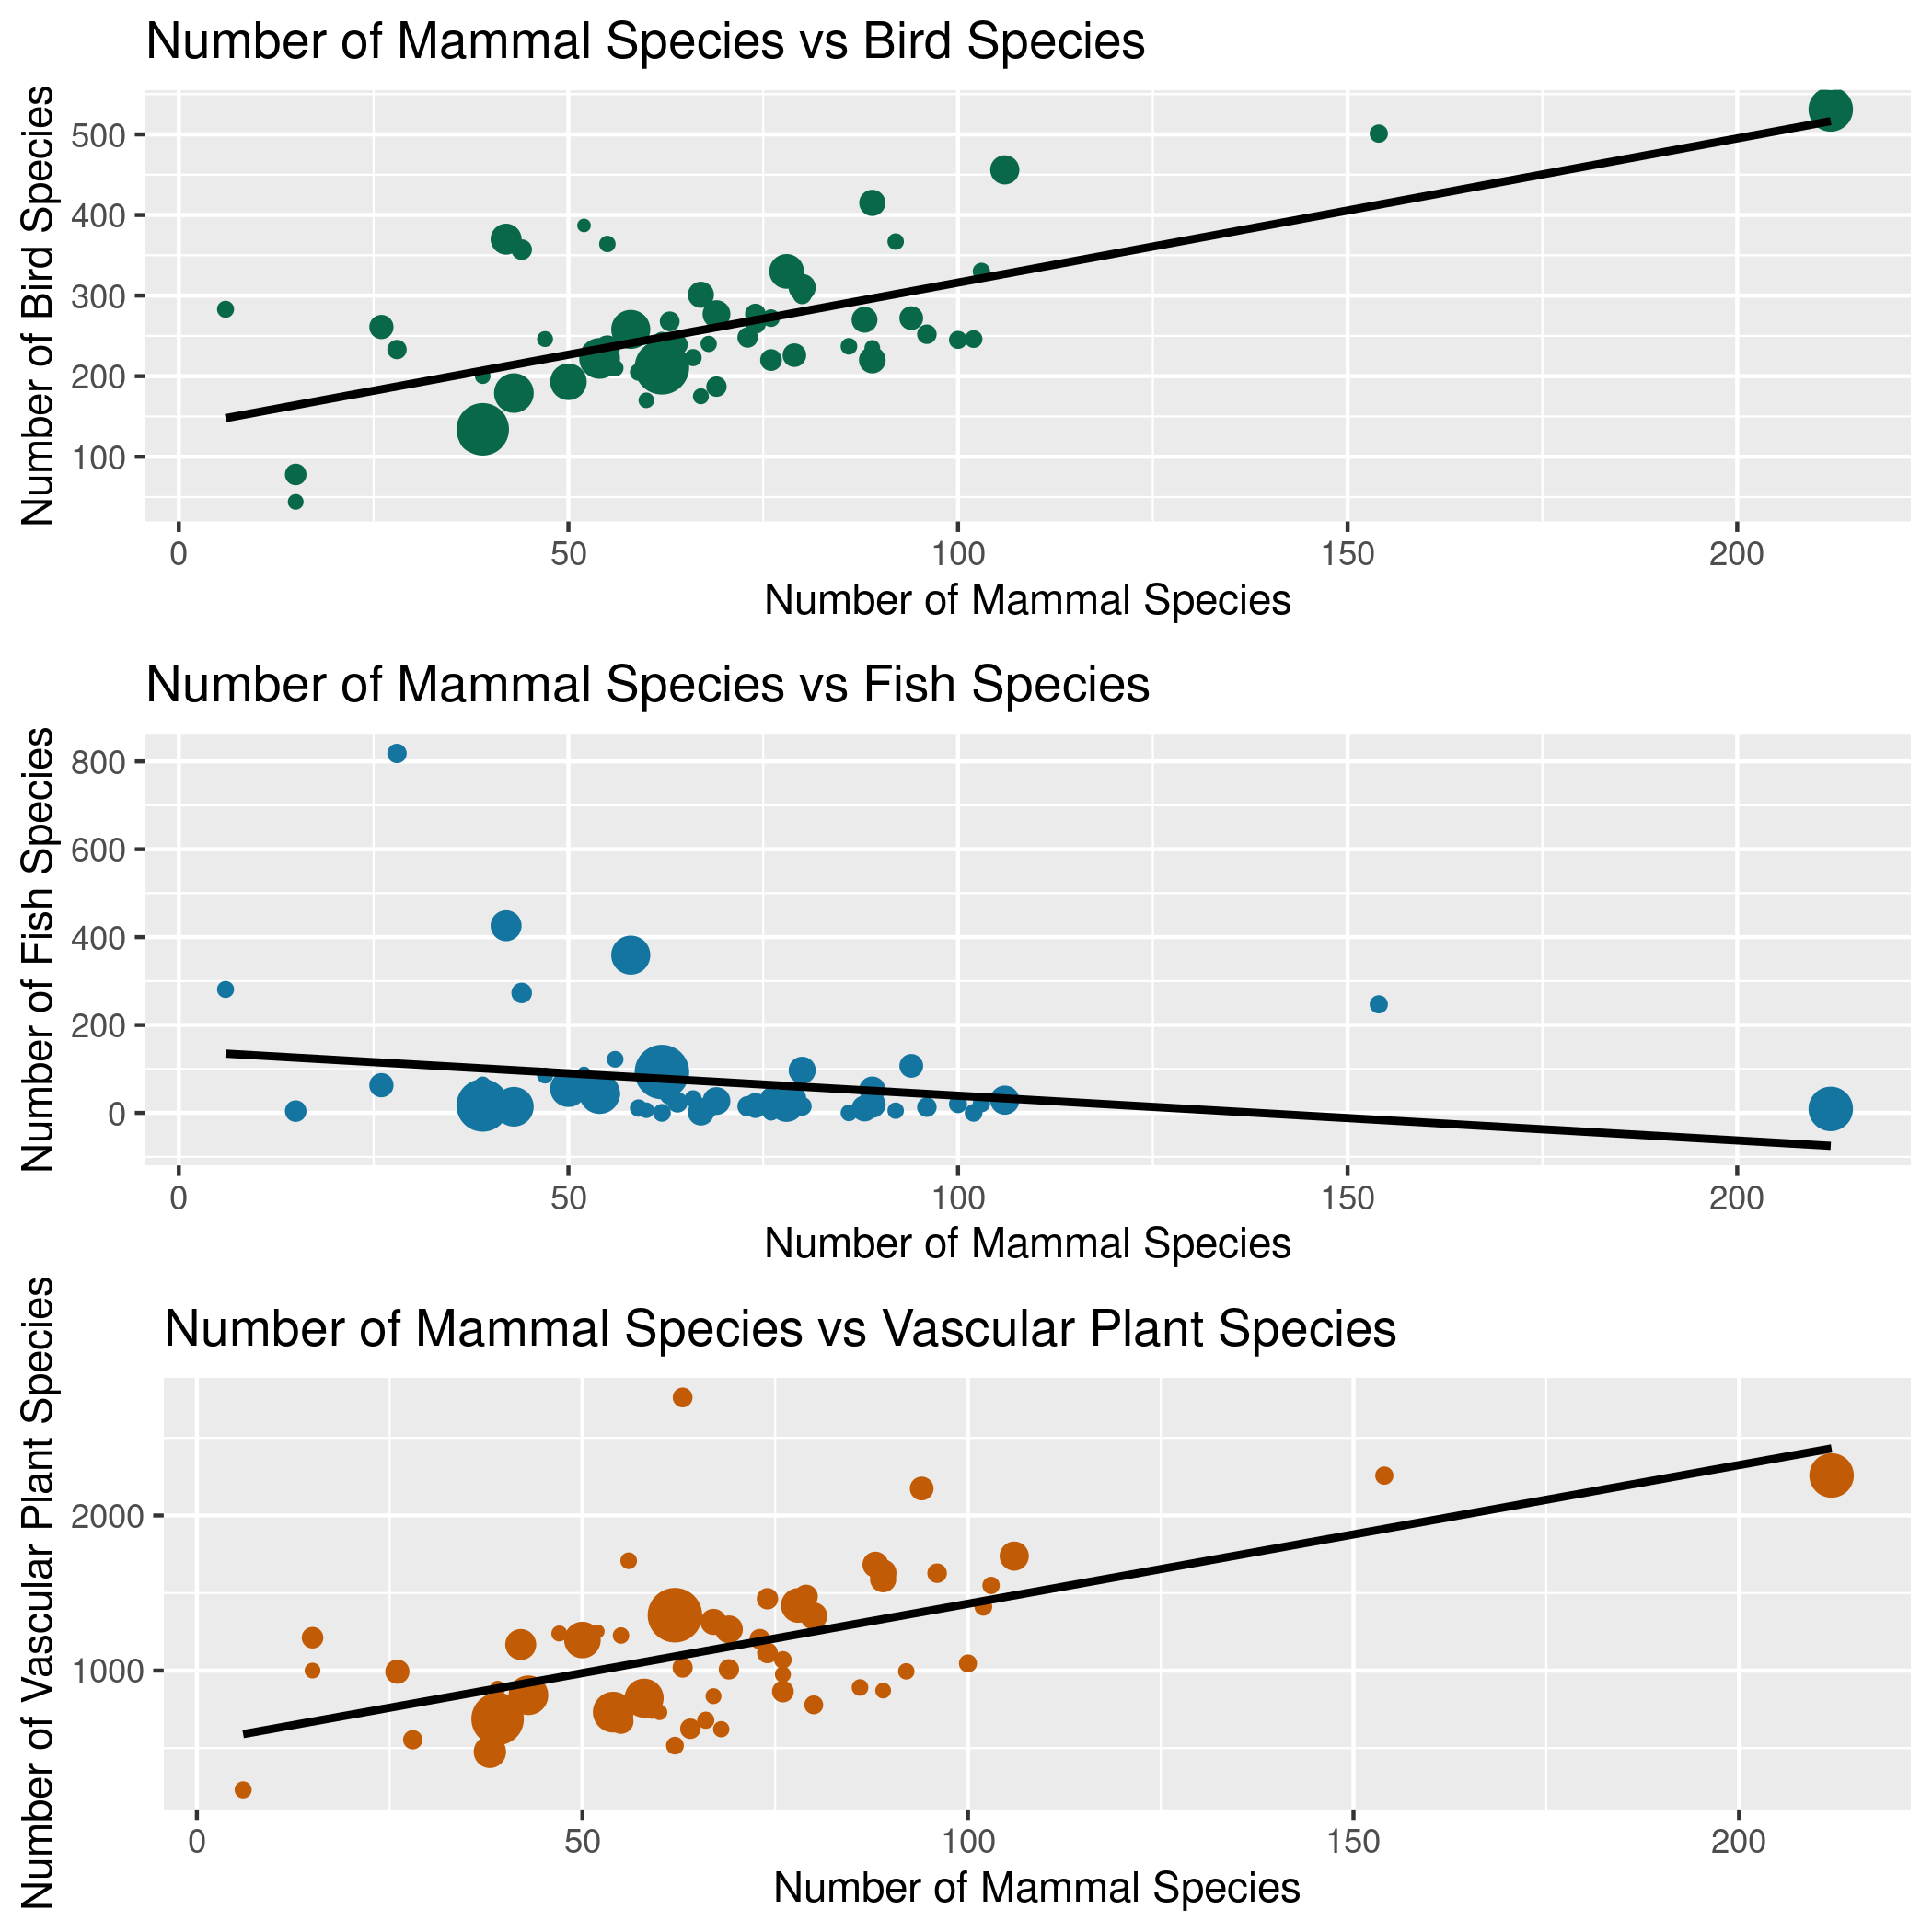 Number of Mammal Species vs Bird Species
Number of Bird Species
500
400
300
200
100
0 50 100 150 200
Number of Mammal Species
Number of Mammal Species vs Fish Species
Number of Fish Species
800
600
400
200
0
0 50 100 150 200
Number of Mammal Species
Number of Mammal Species vs Vascular Plant Species
Number of Vascular Plant Species
2000
1000
0 50 100 150 200
Number of Mammal Species